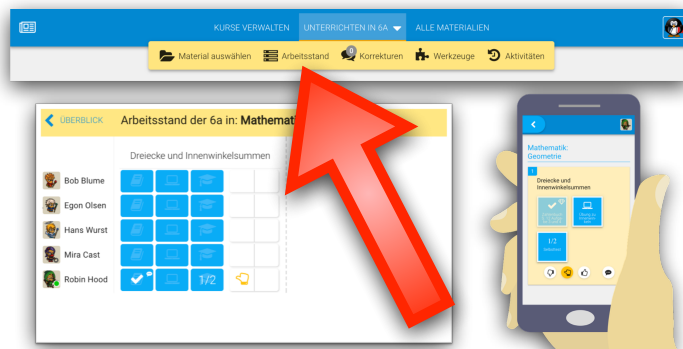 KURSE VERWALTEN UNTERRICHTEN IN 6A ALLE MATERIALIEN
Material auswählen Arbeitsstand 0 Korrekturen Werkzeuge Aktivitäten
ÜBERBLICK Arbeitsstand der 6a in: Mathemat
Dreiecke und Innenwinkelsummen
Bob Blume
Egon Olsen
Hans Wurst
Mira Cast
Robin Hood 1/2
Mathematik:
Geometrie
1
Dreiecke und
Innenwinkelsummen
1/2